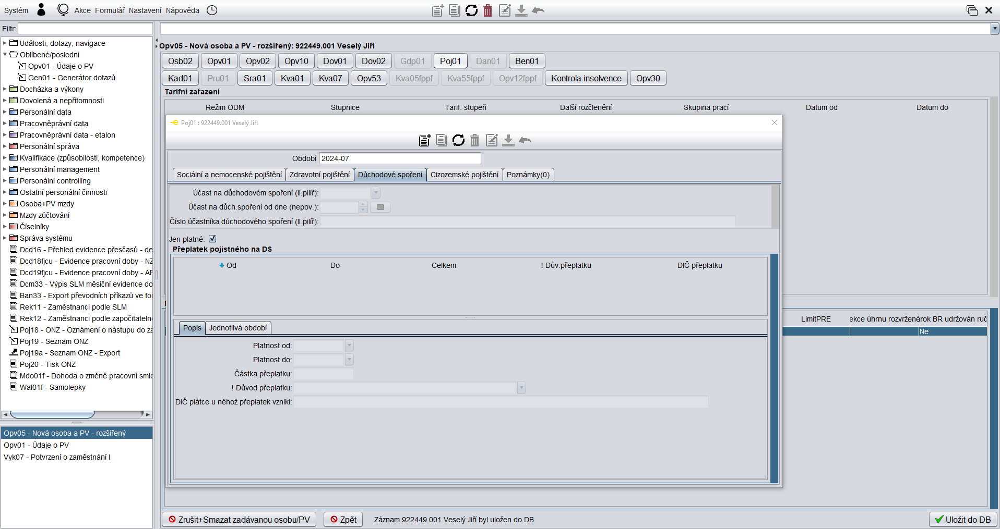 Systém Akce Formulář Nastavení Nápověda
Filtr:
Události, dotazy, navigace
Oblíbené/poslední
Opv01 - Údaje o PV
Gen01 - Generátor dotazů
Docházka a výkony
Dovolená a nepřítomnosti
Personální data
Pracovněprávní data
Pracovněprávní data - etalon
Personální správa
Kvalifikace (způsobilosti, kompetence)
Personální management
Personální controlling
Ostatní personální činnosti
Osoba+PV mzdy
Mzdy zúčtování
Číselníky
Správa systému
Dcd16 - Přehled evidence přesčasů - de
Dcd18fjcu - Evidence pracovní doby - NZ
Dcd19fjcu - Evidence pracovní doby - AF
Dcm33 - Výpis SLM měsíční evidence do
Ban33 - Export převodních příkazů ve for
Rek11 - Zaměstnanci podle SLM
Rek12 - Zaměstnanci podle započitatelné
Poj18 - ONZ - Oznámení o nástupu do za
Poj19 - Seznam ONZ
Poj19a - Seznam ONZ - Export
Poj20 - Tisk ONZ
Mdo01f - Dohoda o změně pracovní smlo
Wal01f - Samolepky
Opv05 - Nová osoba a PV - rozšířený
Opv01 - Údaje o PV
Vyk07 - Potvrzení o zaměstnání I
Opv05 - Nová osoba a PV - rozšířený: 922449.001 Veselý Jiří
Osb02 Opv01 Opv02 Opv10 Dov01 Dov02 Gdp01 Poj01 Dan01 Ben01
Kad01 Pru01 Sra01 Kva01 Kva07 Opv53 Kva05fppf Kva55fppf Opv12fppf Kontrola insolvence Opv30
Tarifní zařazení
Režim ODM Stupnice Tarif. stupeň Další rozčlenění Skupina prací Datum od Datum do
Poj01 : 922449.001 Veselý Jiří
Období 2024-07
Sociální a nemocenské pojištění Zdravotní pojištění Důchodové spoření Cizozemské pojištění Poznámky(0)
Účast na důchodovém spoření (II.pilíř):
Účast na důch.spoření od dne (nepov.):
Číslo účastníka důchodového spoření (II.pilíř):
Jen platné:
Přeplatek pojistného na DS
Od Do Celkem ! Dův.přeplatku DIČ přeplatku
Popis Jednotlivá období
Platnost od:
Platnost do:
Částka přeplatku:
! Důvod přeplatku:
DIČ plátce u něhož přeplatek vznikl:
LimitPRE ekce úhrnu rozvržené nárok BR udržován ruč
Ne
Zrušit+Smazat zadávanou osobu/PV Zpět Záznam 922449.001 Veselý Jiří byl uložen do DB Uložit do DB